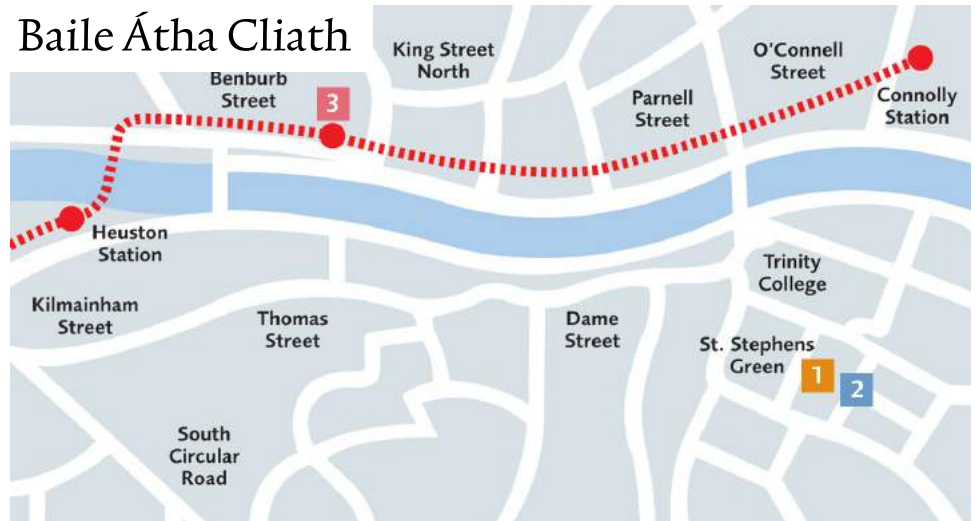 Baile Átha Cliath
King Street
North
O'Connell
Street
Benburb
Street
3
Parnell
Street
Connolly
Station
Heuston
Station
Trinity
College
Kilmainham
Street
Thomas
Street
Dame
Street
St. Stephens
Green
1
2
South
Circular
Road